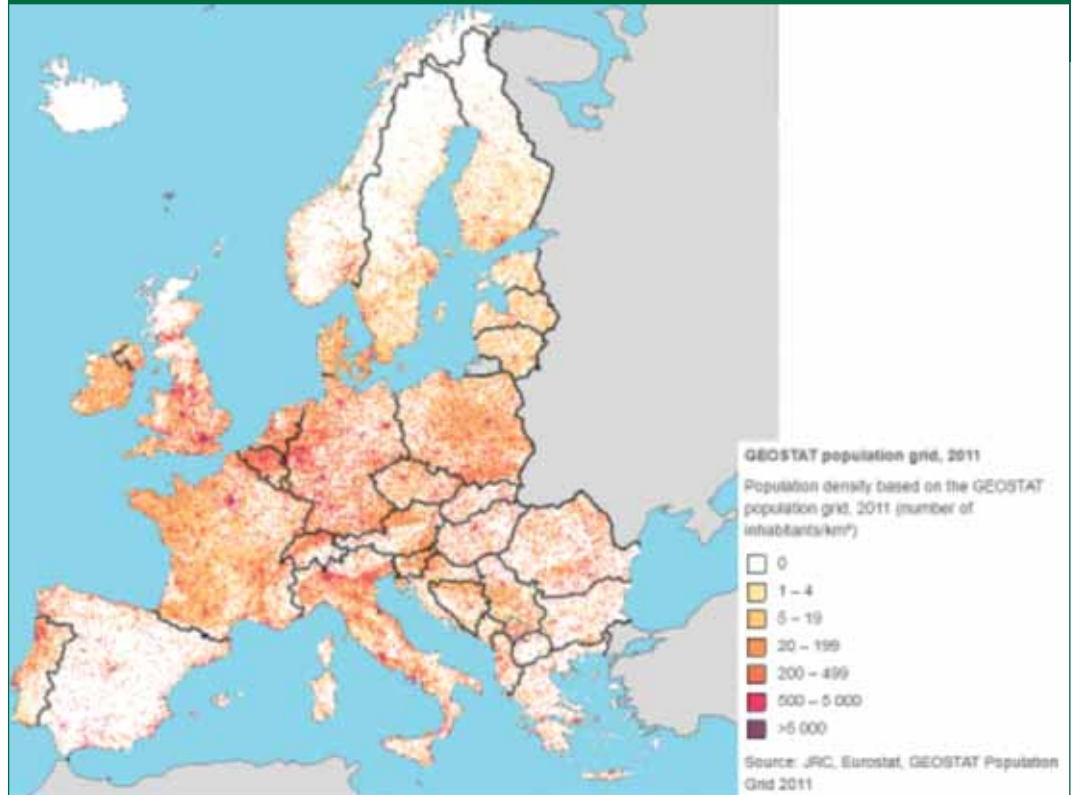 GEOSTAT population grid, 2011
Population density based on the GEOSTAT
population grid, 2011 (number of
inhabitants/km²)
0
1 – 4
5 – 19
20 – 199
200 – 499
500 – 5 000
>5 000
Source: JRC, Eurostat, GEOSTAT Population
Grid 2011